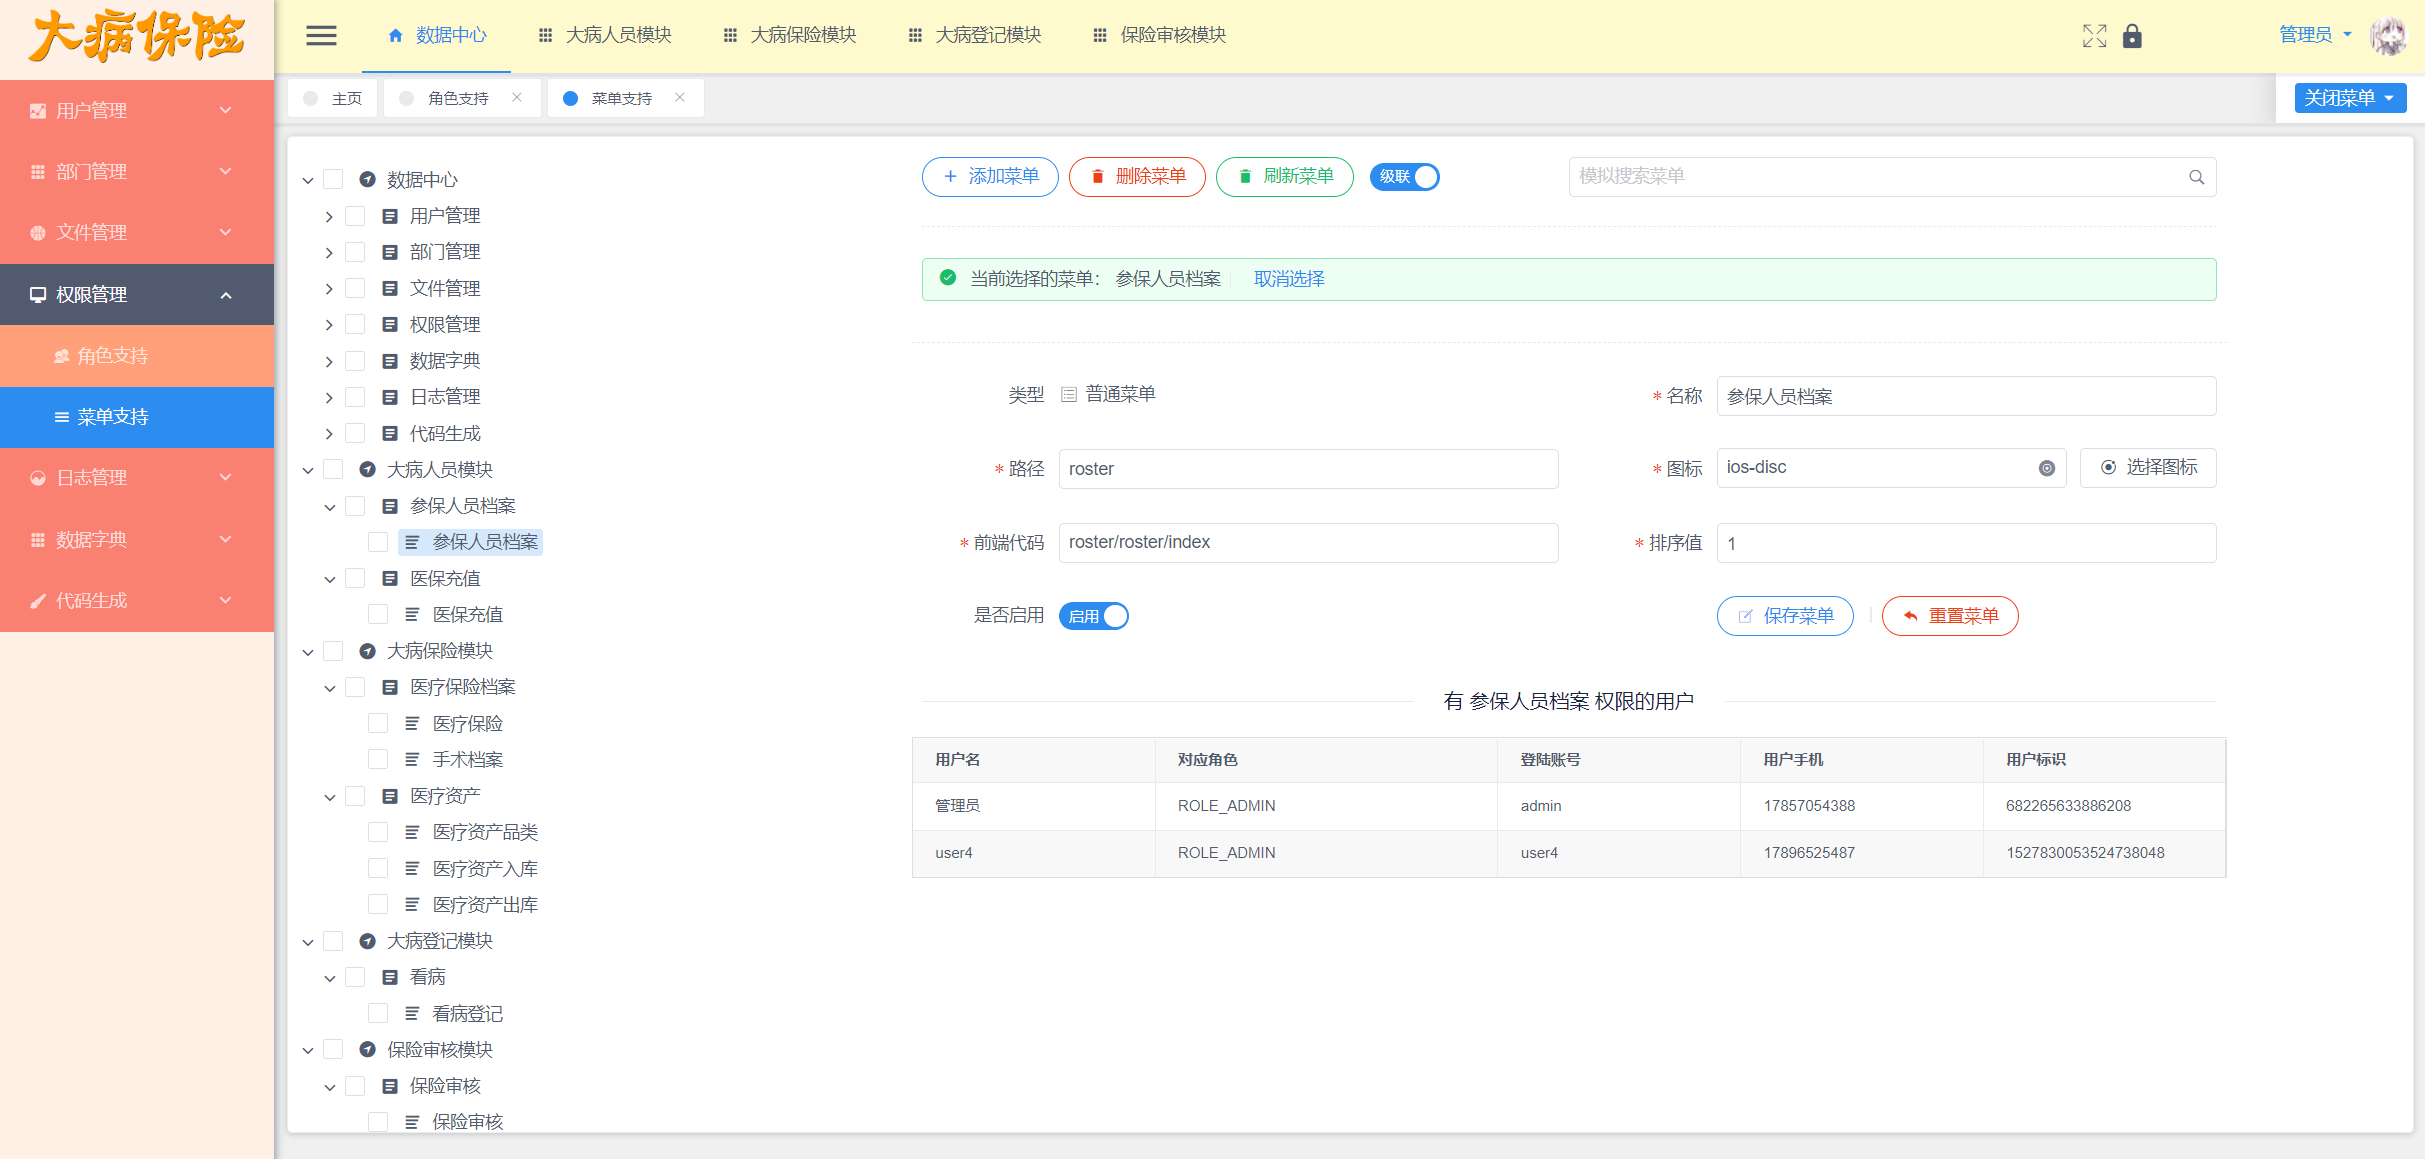 大病保险
数据中心
大病人员模块
大病保险模块
大病登记模块
保险审核模块
管理员
主页
角色支持
菜单支持
关闭菜单
用户管理
部门管理
文件管理
权限管理
角色支持
菜单支持
日志管理
数据字典
代码生成
数据中心
用户管理
部门管理
文件管理
权限管理
数据字典
日志管理
代码生成
大病人员模块
参保人员档案
参保人员档案
医保充值
医保充值
大病保险模块
医疗保险档案
医疗保险
手术档案
医疗资产
医疗资产品类
医疗资产入库
医疗资产出库
大病登记模块
看病
看病登记
保险审核模块
保险审核
保险审核
添加菜单 删除菜单 刷新菜单 级联 模拟搜索菜单
当前选择的菜单： 参保人员档案 取消选择
类型 普通菜单
* 名称 参保人员档案
* 路径 roster
* 图标 ios-disc 选择图标
* 前端代码 roster/roster/index
* 排序值 1
是否启用 启用
保存菜单 重置菜单
有 参保人员档案 权限的用户
用户名 对应角色 登陆账号 用户手机 用户标识
管理员 ROLE_ADMIN admin 17857054388 682265633886208
user4 ROLE_ADMIN user4 17896525487 1527830053524738048